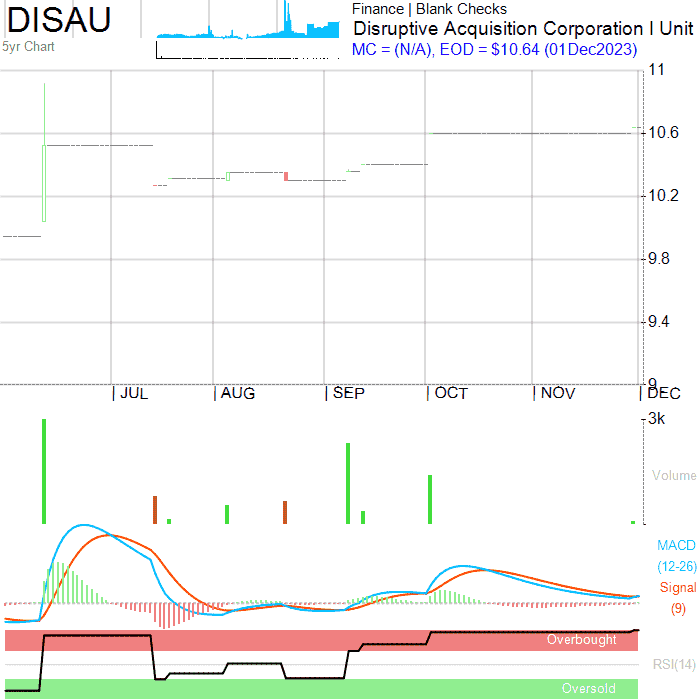 DISAU
5yr Chart
Finance | Blank Checks
Disruptive Acquisition Corporation I Unit
MC = (N/A), EOD = $10.64 (01Dec2023)
11
10.6
10.2
9.8
9.4
9
JUL AUG SEP OCT NOV DEC
3k
Volume
MACD
(12-26)
Signal
(9)
Overbought
RSI(14)
Oversold